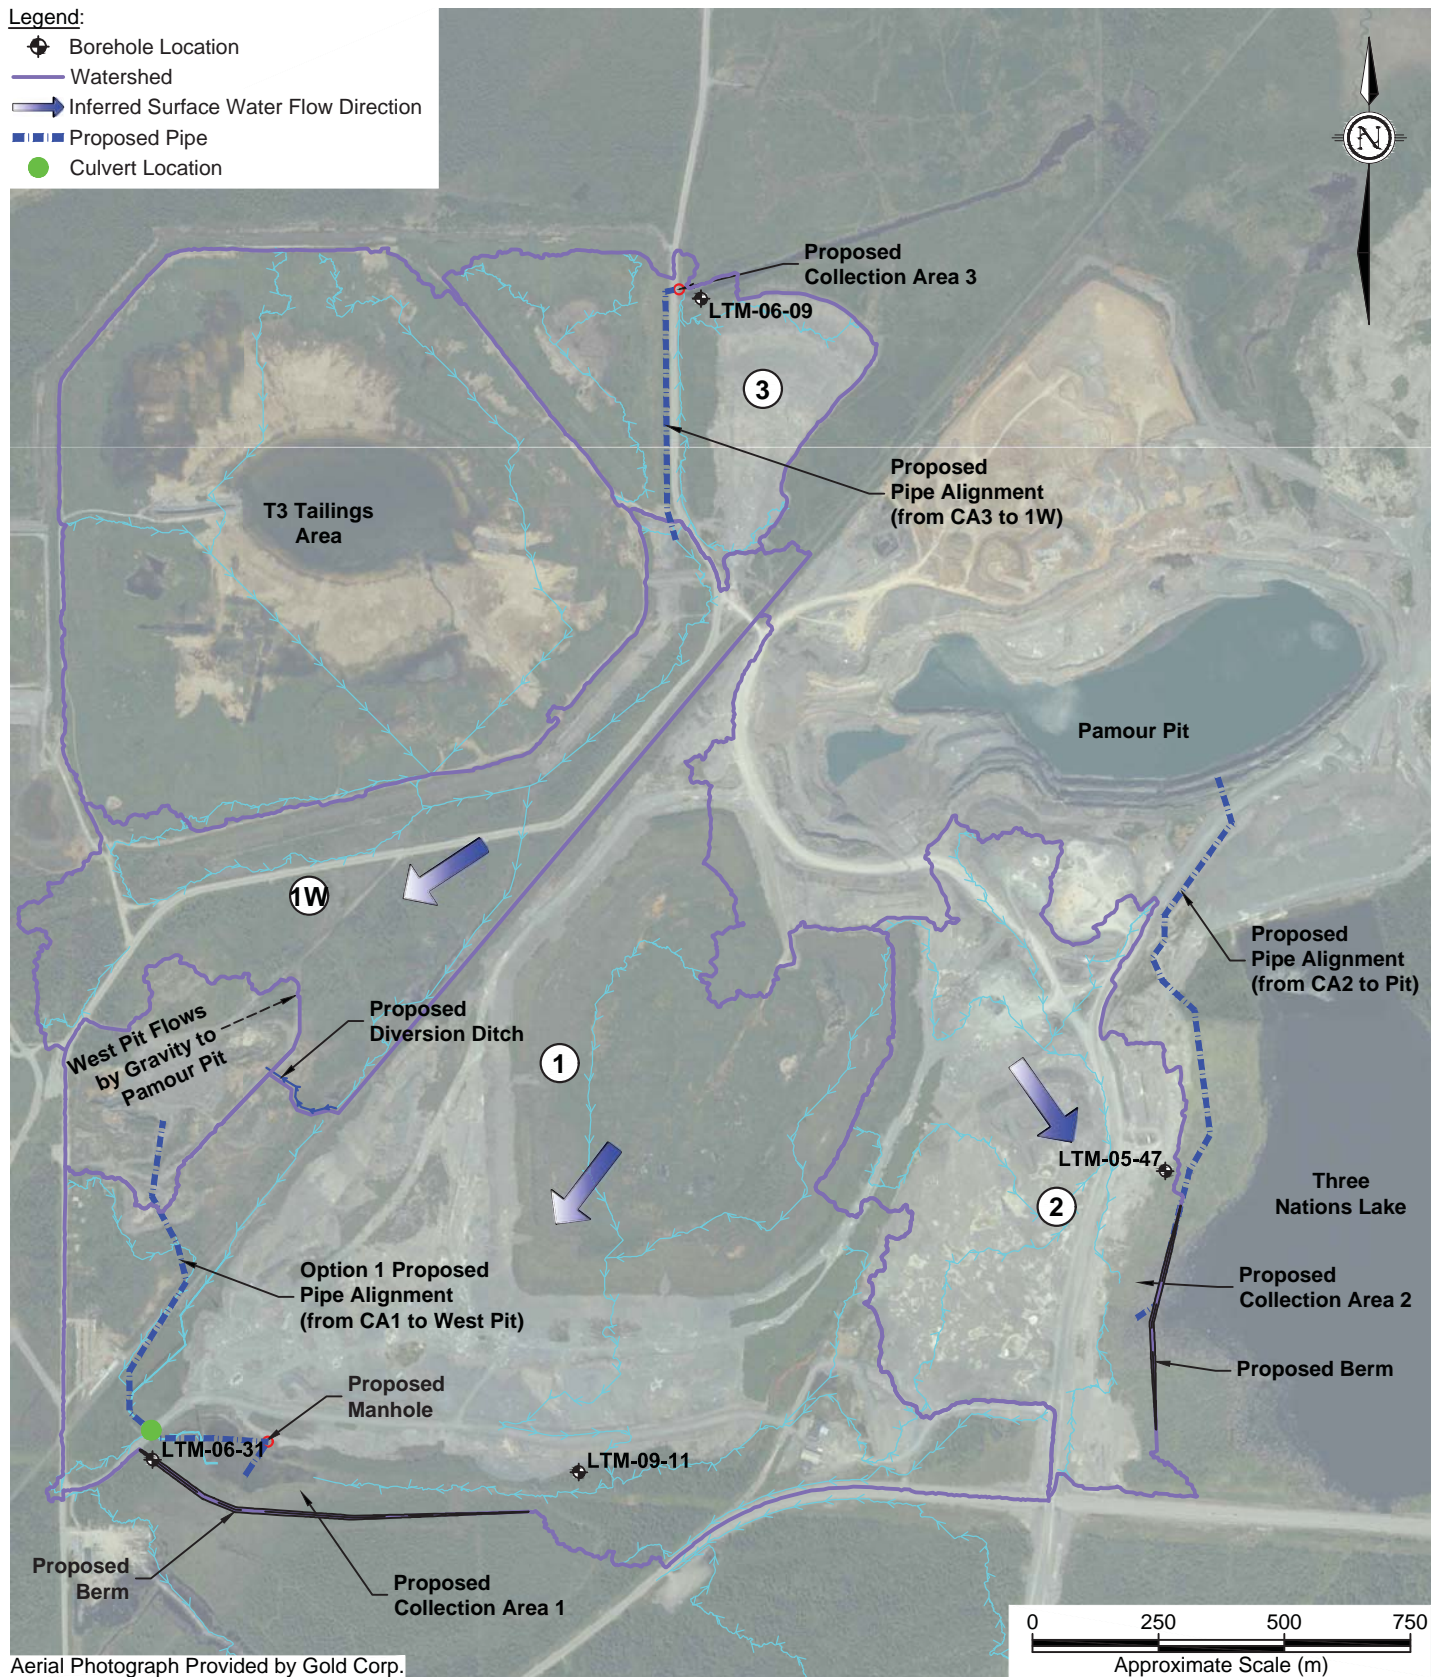 Legend:
Borehole Location
Watershed
Inferred Surface Water Flow Direction
Proposed Pipe
Culvert Location
N
Proposed
Collection Area 3
LTM-06-09
3
Proposed
Pipe Alignment
(from CA3 to 1W)
T3 Tailings
Area
Pamour Pit
1W
Proposed
Pipe Alignment
(from CA2 to Pit)
West Pit Flows
by Gravity to
Pamour Pit
Proposed
Diversion Ditch
1
LTM-05-47
2
Three
Nations Lake
Option 1 Proposed
Pipe Alignment
(from CA1 to West Pit)
Proposed
Collection Area 2
Proposed Berm
Proposed
Manhole
LTM-06-31
LTM-09-11
Proposed
Berm
Proposed
Collection Area 1
0 250 500 750
Approximate Scale (m)
Aerial Photograph Provided by Gold Corp.